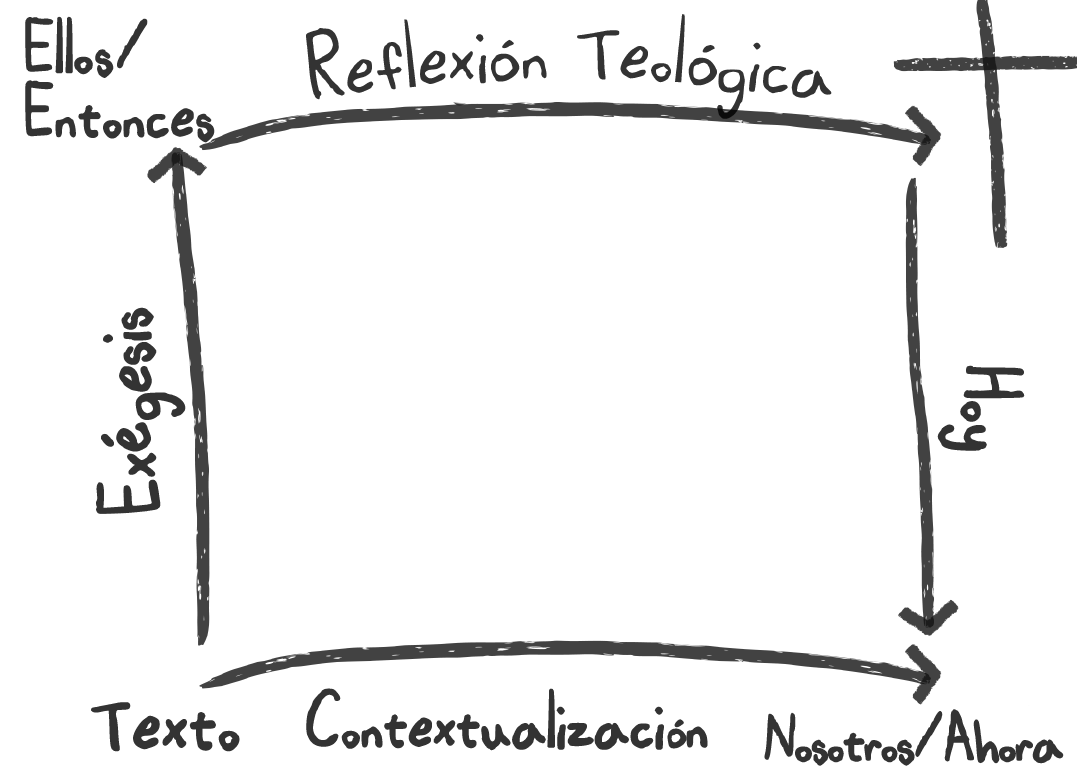 Ellos/
Entonces
Reflexión Teológica
Exégesis
Hoy
Texto
Contextualización
Nosotros/Ahora